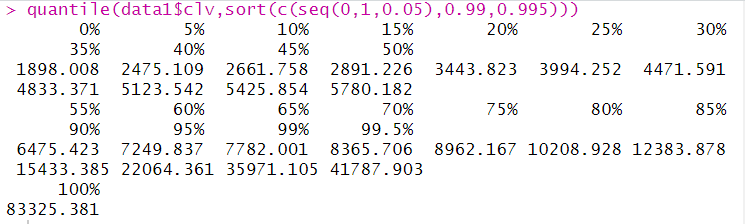 > quantile(data1$clv,sort(c(seq(0,1,0.05),0.99,0.995)))
0% 5% 10% 15% 20% 25% 30%
35% 40% 45% 50%
1898.008 2475.109 2661.758 2891.226 3443.823 3994.252 4471.591
4833.371 5123.542 5425.854 5780.182
55% 60% 65% 70% 75% 80% 85%
90% 95% 99% 99.5%
6475.423 7249.837 7782.001 8365.706 8962.167 10208.928 12383.878
15433.385 22064.361 35971.105 41787.903
100%
83325.381